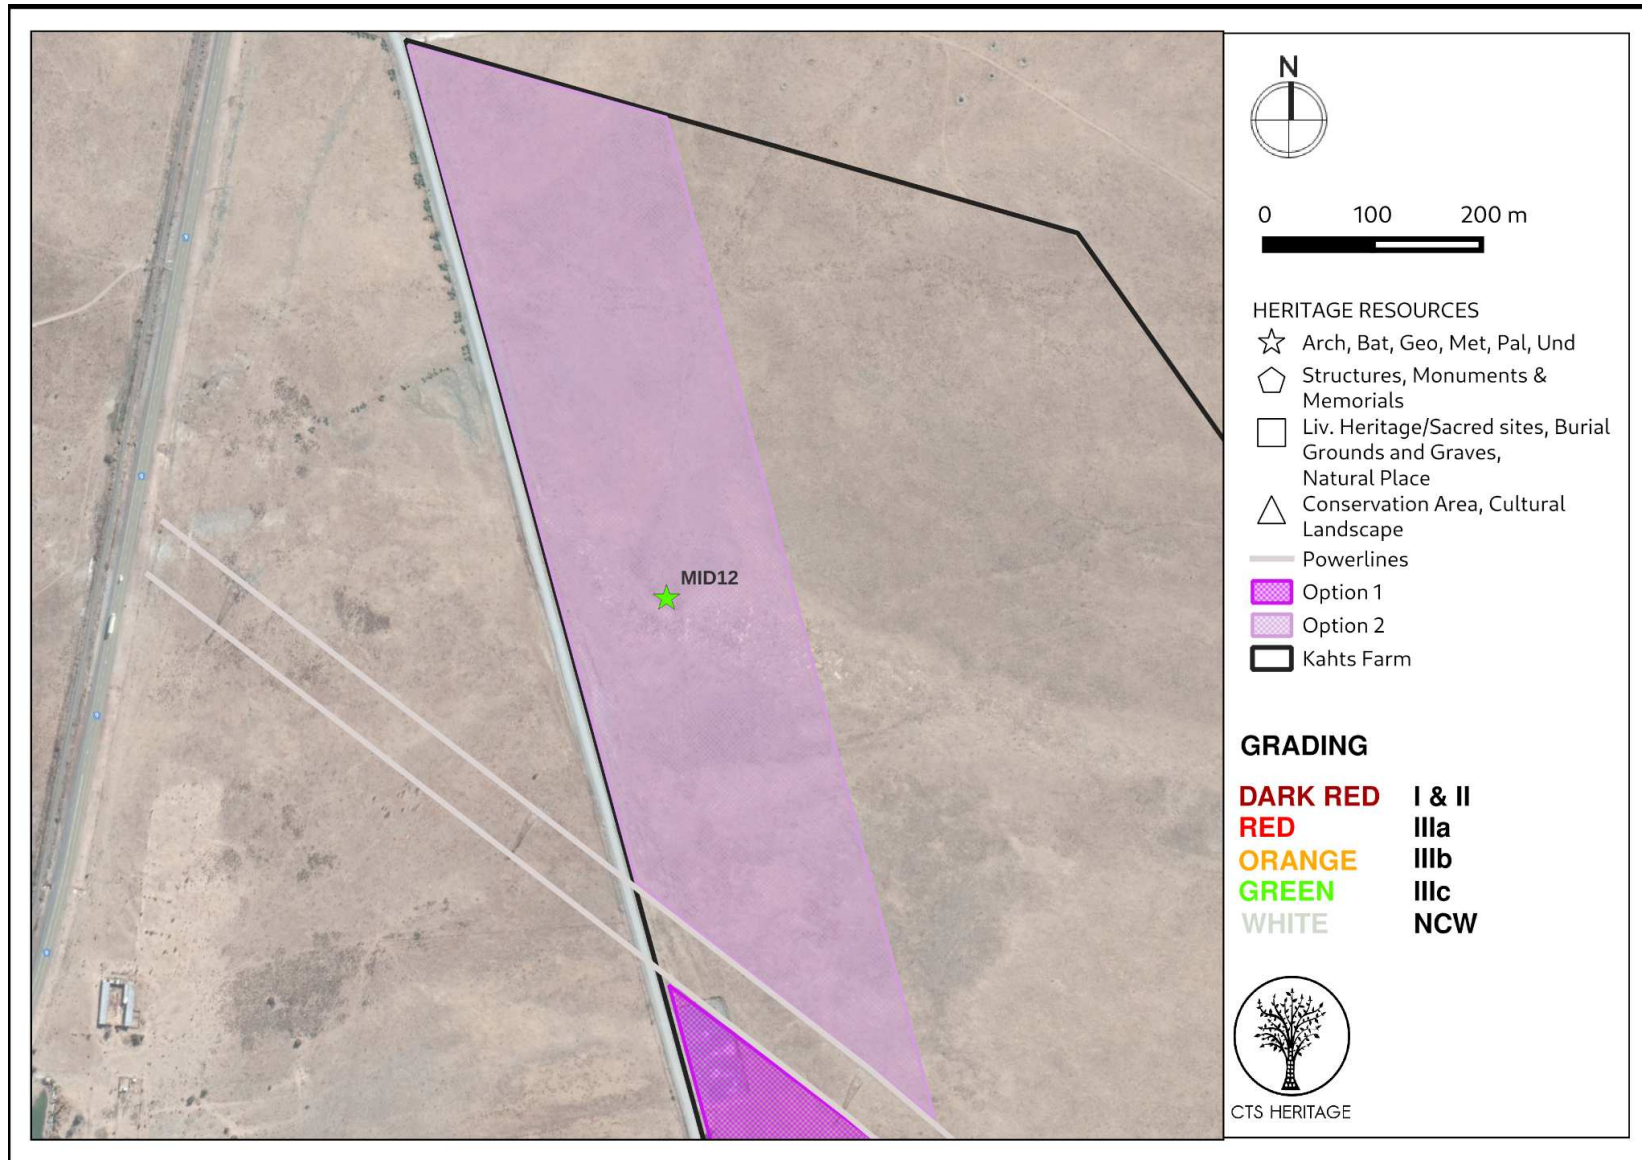 MID12
N
0 100 200 m
HERITAGE RESOURCES
Arch, Bat, Geo, Met, Pal, Und
Structures, Monuments &
Memorials
Liv. Heritage/Sacred sites, Burial
Grounds and Graves,
Natural Place
Conservation Area, Cultural
Landscape
Powerlines
Option 1
Option 2
Kahts Farm
GRADING
DARK RED I & II
RED IIIa
ORANGE IIIb
GREEN IIIc
WHITE NCW
CTS HERITAGE